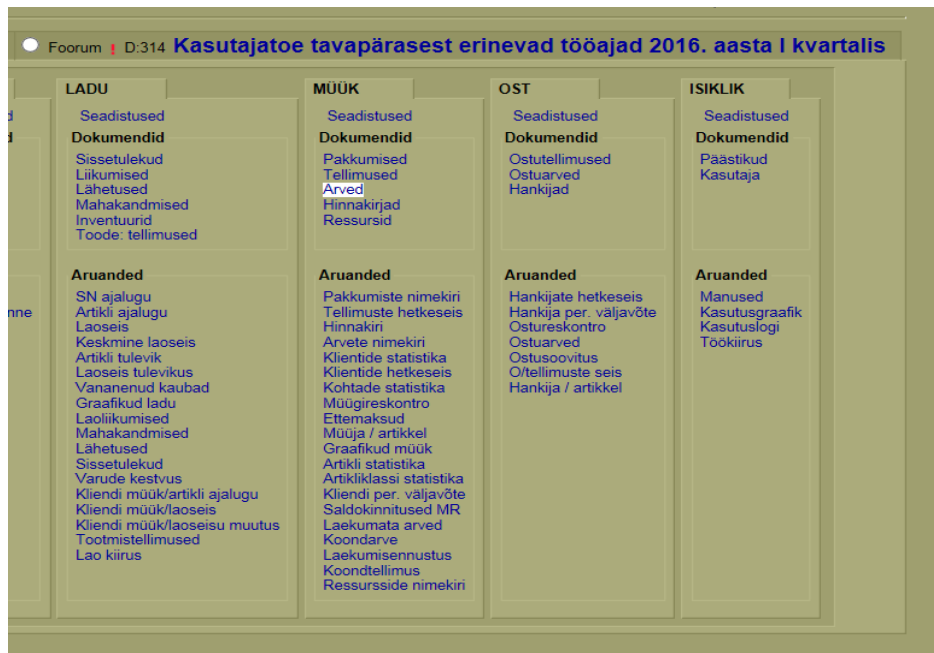 Foorum ! D:314 Kasutajatoe tavapärasest erinevad tööajad 2016. aasta I kvartalis
nne
LADU
Seadistused
Dokumendid
Sissetulekud
Liikumised
Lähetused
Mahakandmised
Inventuurid
Toode: tellimused
Aruanded
SN ajalugu
Artikli ajalugu
Laoseis
Keskmine laoseis
Artikli tulevik
Laoseis tulevikus
Vananenud kaubad
Graafikud ladu
Laoliikumised
Mahakandmised
Lähetused
Sissetulekud
Varude kestvus
Kliendi müük/artikli ajalugu
Kliendi müük/laoseis
Kliendi müük/laoseisu muutus
Tootmistellimused
Lao kiirus
MÜÜK
Seadistused
Dokumendid
Pakkumised
Tellimused
Arved
Hinnakirjad
Ressursid
Aruanded
Pakkumiste nimekiri
Tellimuste hetkeseis
Hinnakiri
Arvete nimekiri
Klientide statistika
Klientide hetkeseis
Kohtade statistika
Müügireskontro
Ettemaksud
Müüja / artikkel
Graafikud müük
Artikli statistika
Artikliklassi statistika
Kliendi per. väljavõte
Saldokinnitused MR
Laekumata arved
Koondarve
Laekumisennustus
Koondtellimus
Ressursside nimekiri
OST
Seadistused
Dokumendid
Ostutellimused
Ostuarved
Hankijad
Aruanded
Hankijate hetkeseis
Hankija per. väljavõte
Ostureskontro
Ostuarved
Ostusoovitus
O/tellimuste seis
Hankija / artikkel
ISIKLIK
Seadistused
Dokumendid
Päästikud
Kasutaja
Aruanded
Manused
Kasutusgraafik
Kasutuslogi
Töökiirus